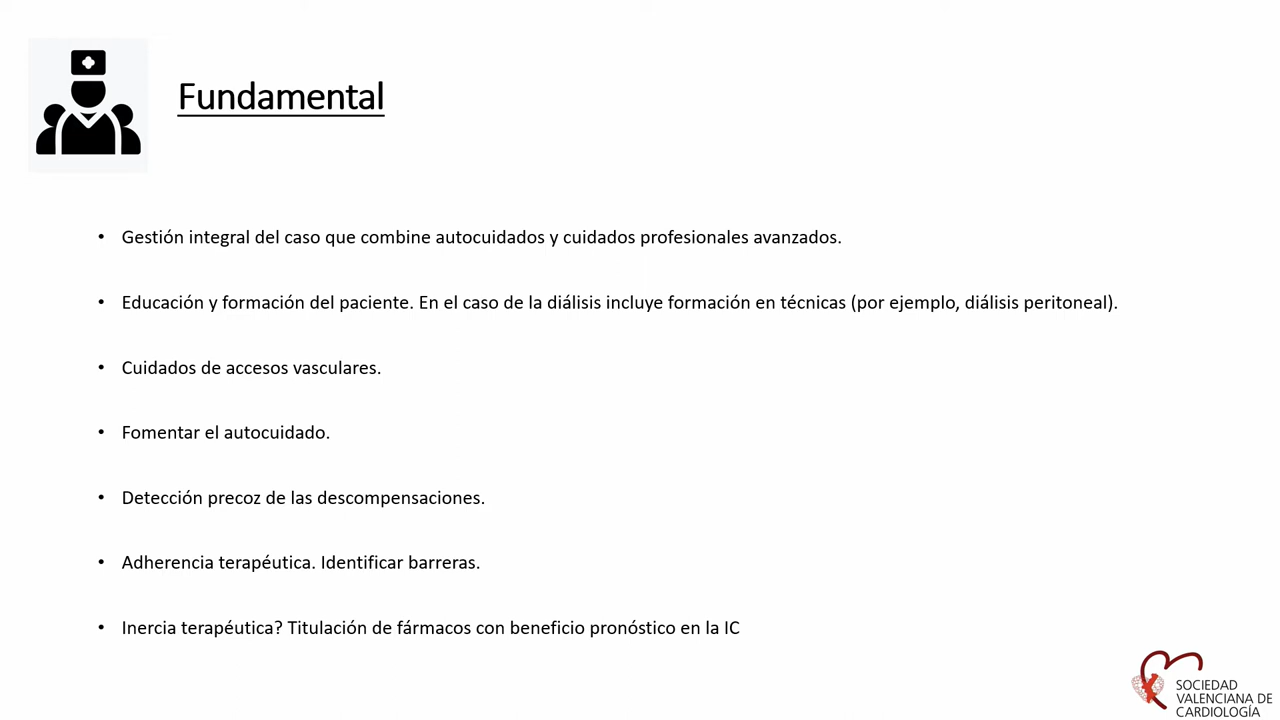 Fundamental
• Gestión integral del caso que combine autocuidados y cuidados profesionales avanzados.
• Educación y formación del paciente. En el caso de la diálisis incluye formación en técnicas (por ejemplo, diálisis peritoneal).
• Cuidados de accesos vasculares.
• Fomentar el autocuidado.
• Detección precoz de las descompensaciones.
• Adherencia terapéutica. Identificar barreras.
• Inercia terapéutica? Titulación de fármacos con beneficio pronóstico en la IC
SOCIEDAD
VALENCIANA DE
CARDIOLOGÍA